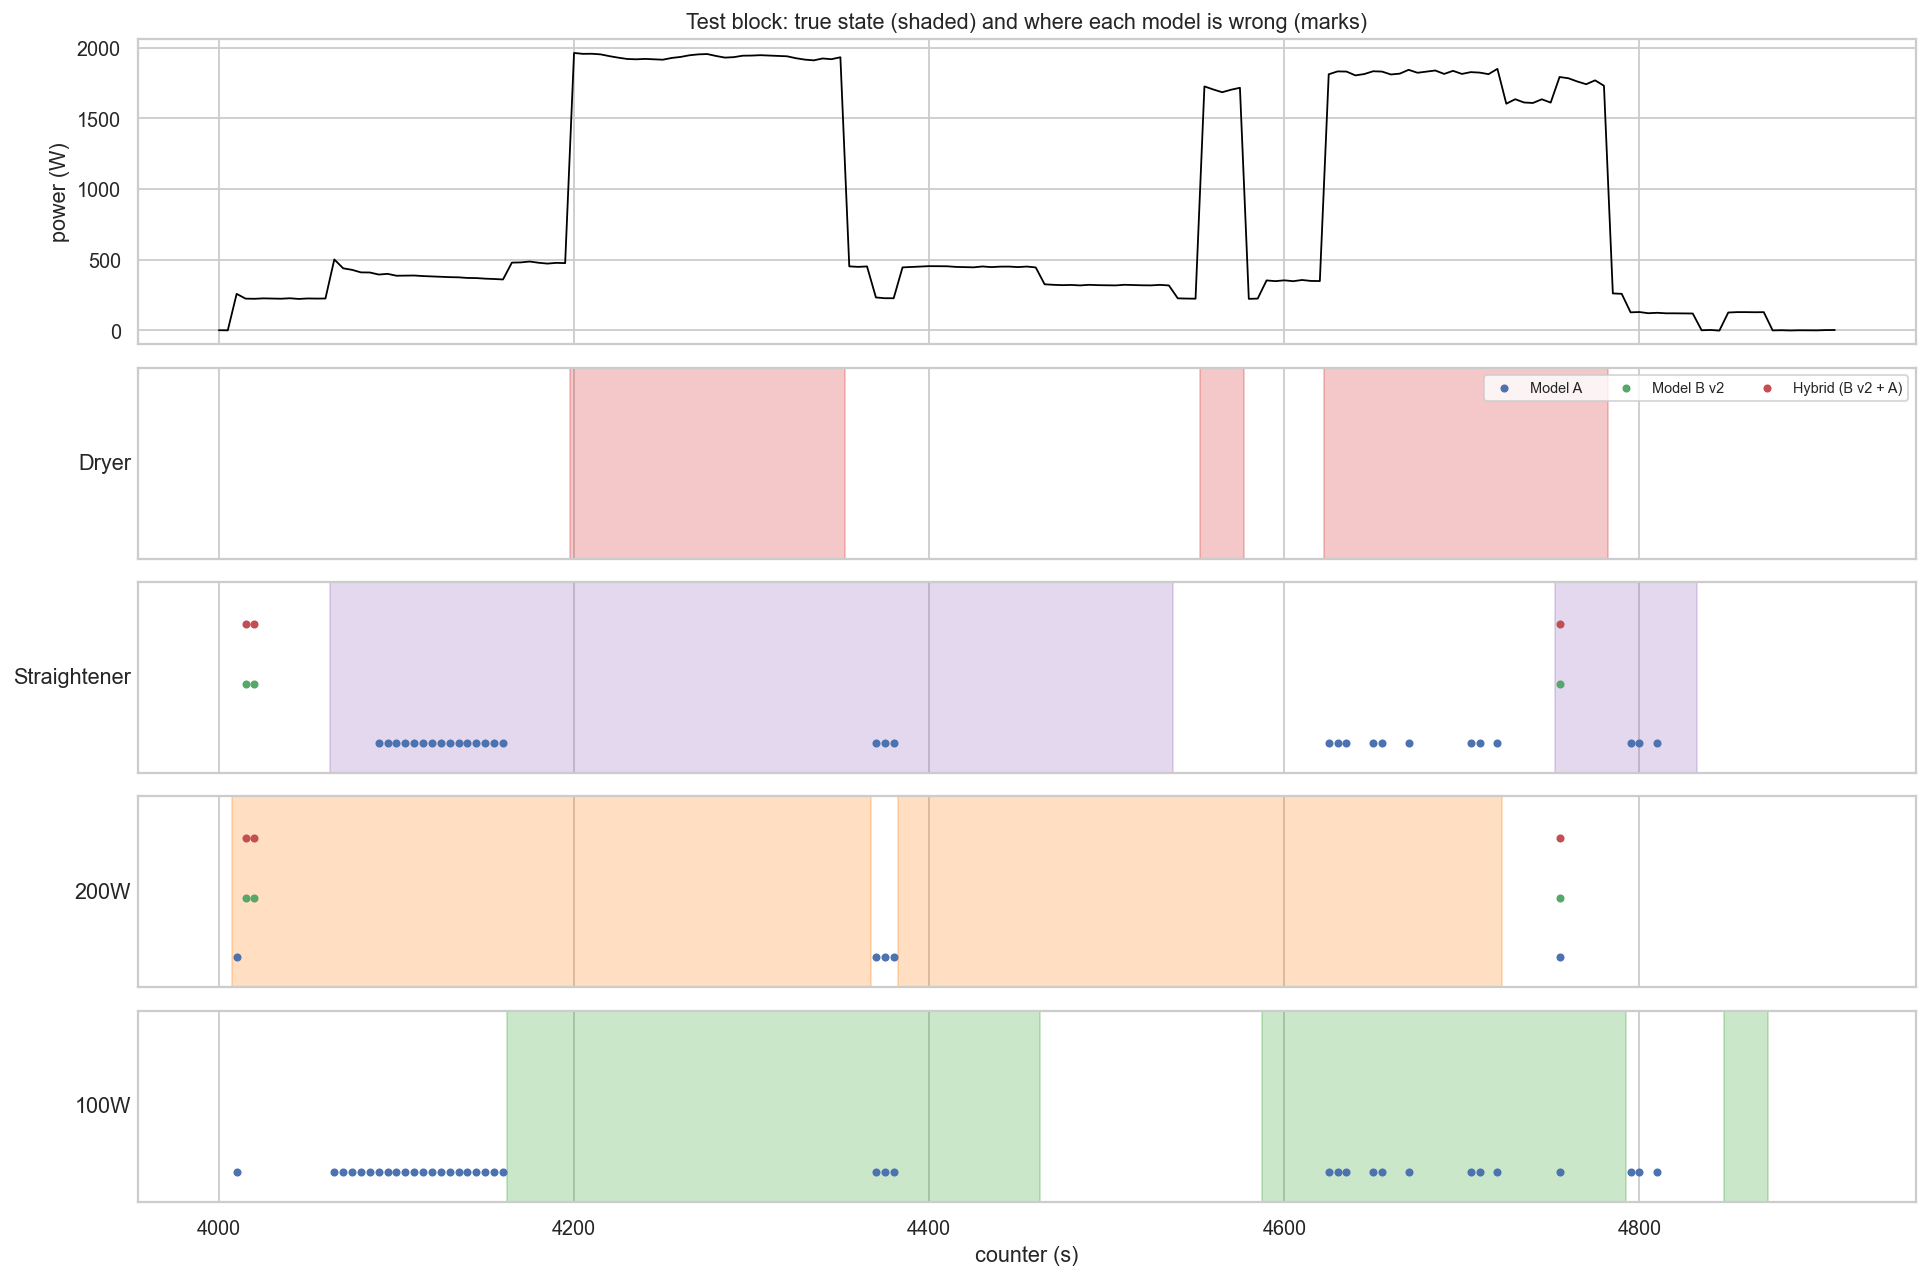 Test block: true state (shaded) and where each model is wrong (marks)
2000
1500
1000
500
0
power (W)
Model A
Model B v2
Hybrid (B v2 + A)
Dryer
Straightener
200W
100W
4000
4200
4400
4600
4800
counter (s)